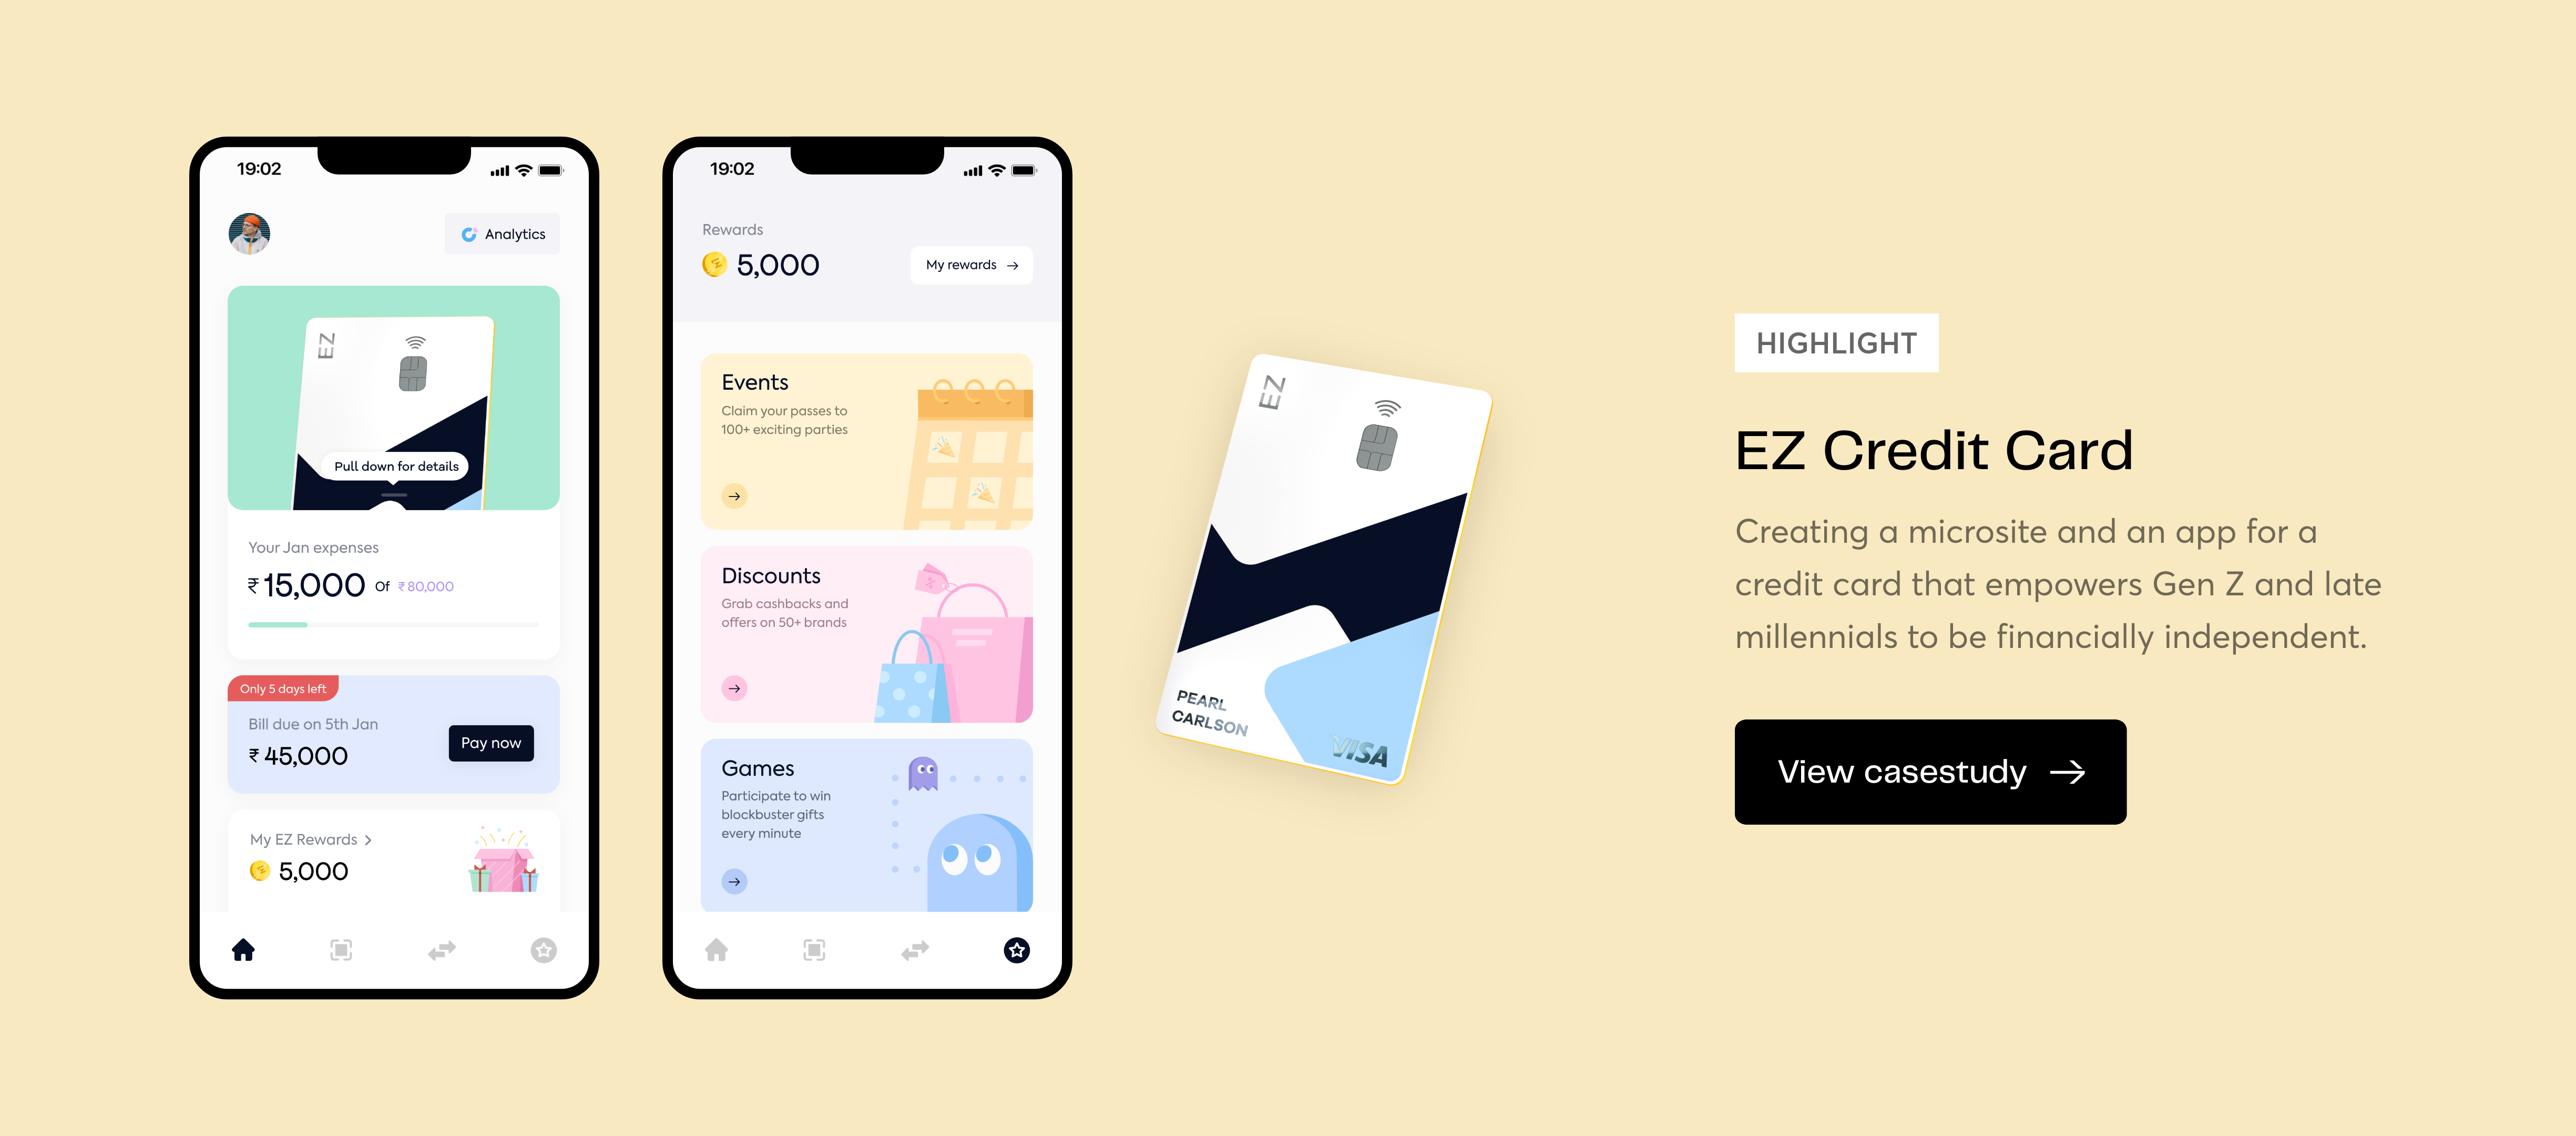 19:02
Analytics
EZ
Pull down for details
Your Jan expenses
₹15,000 Of ₹80,000
Only 5 days left
Bill due on 5th Jan
₹45,000
Pay now
My EZ Rewards
5,000
19:02
Rewards
5,000
My rewards →
Events
Claim your passes to
100+ exciting parties
→
Discounts
Grab cashbacks and
offers on 50+ brands
→
Games
Participate to win
blockbuster gifts
every minute
→
EZ
PEARL
CARLSON
VISA
HIGHLIGHT
EZ Credit Card
Creating a microsite and an app for a
credit card that empowers Gen Z and late
millennials to be financially independent.
View casestudy →